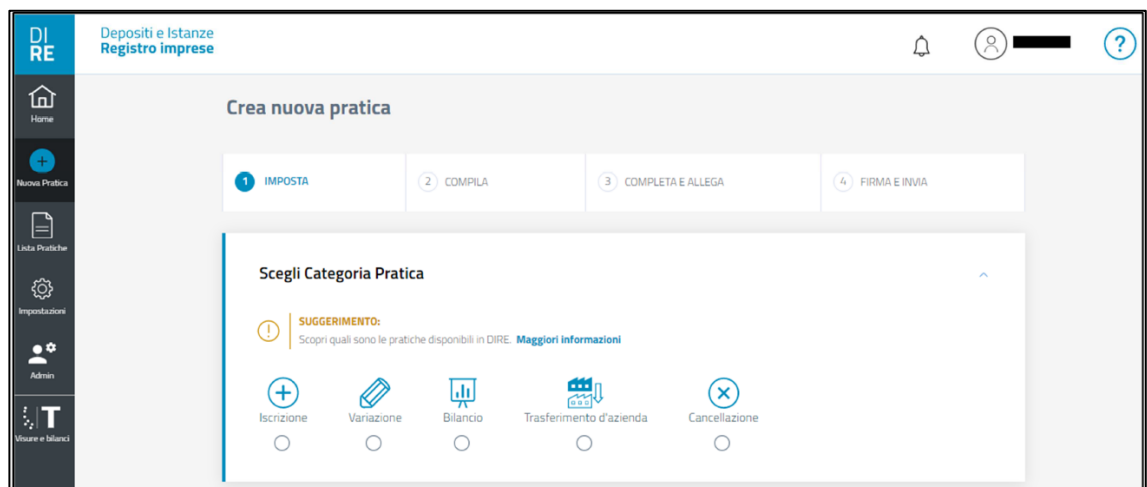 DI
RE
Depositi e Istanze
Registro imprese
?
Home
Nuova Pratica
Lista Pratiche
Impostazioni
Admin
T
Visure e bilanci
Crea nuova pratica
1 IMPOSTA
2 COMPILA
3 COMPLETA E ALLEGA
4 FIRMA E INVIA
Scegli Categoria Pratica
SUGGERIMENTO:
Scopri quali sono le pratiche disponibili in DIRE. Maggiori informazioni
Iscrizione
Variazione
Bilancio
Trasferimento d'azienda
Cancellazione